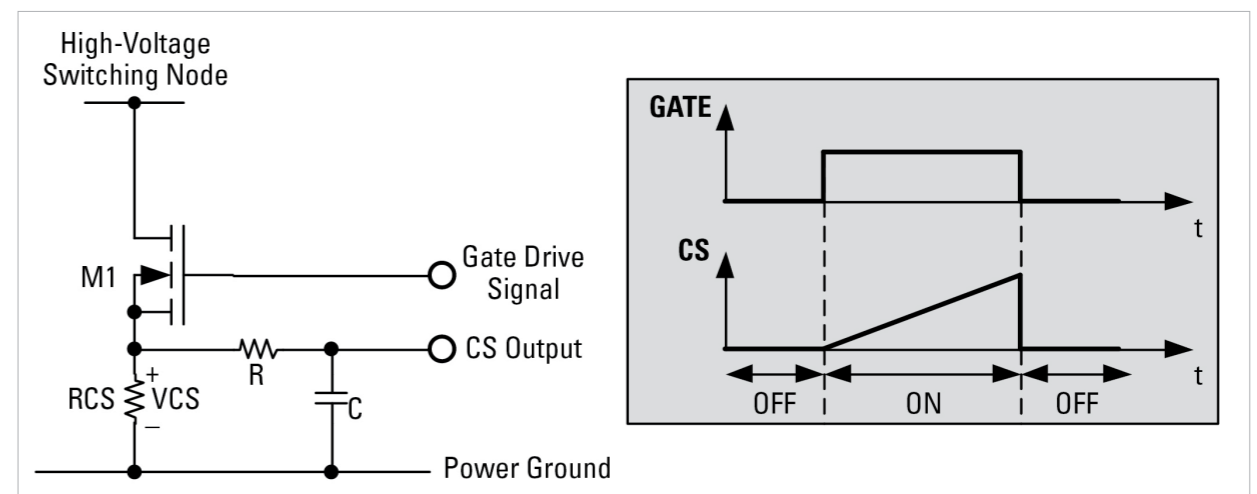 High-Voltage
Switching Node
M1
Gate Drive
Signal
R
CS Output
RCS
+
VCS
–
C
Power Ground
GATE
t
CS
t
OFF
ON
OFF